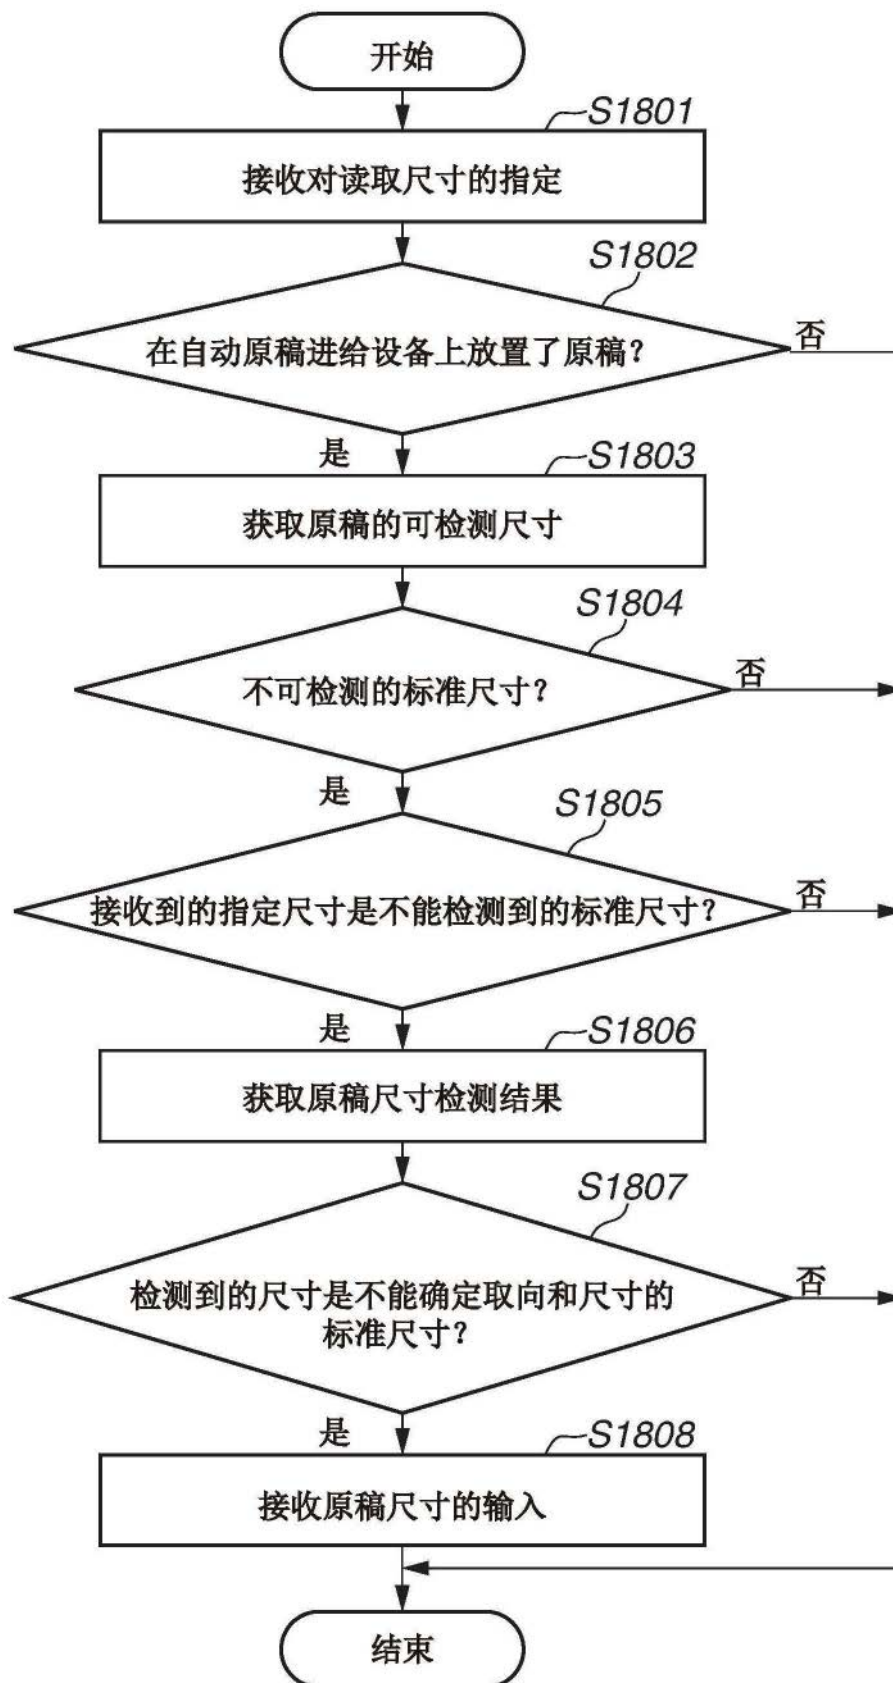 开始
S1801
接收对读取尺寸的指定
S1802
在自动原稿进给设备上放置了原稿？
否
是
S1803
获取原稿的可检测尺寸
S1804
不可检测的标准尺寸？
否
是
S1805
接收到的指定尺寸是不能检测到的标准尺寸？
否
是
S1806
获取原稿尺寸检测结果
S1807
检测到的尺寸是不能确定取向和尺寸的
标准尺寸？
否
是
S1808
接收原稿尺寸的输入
结束